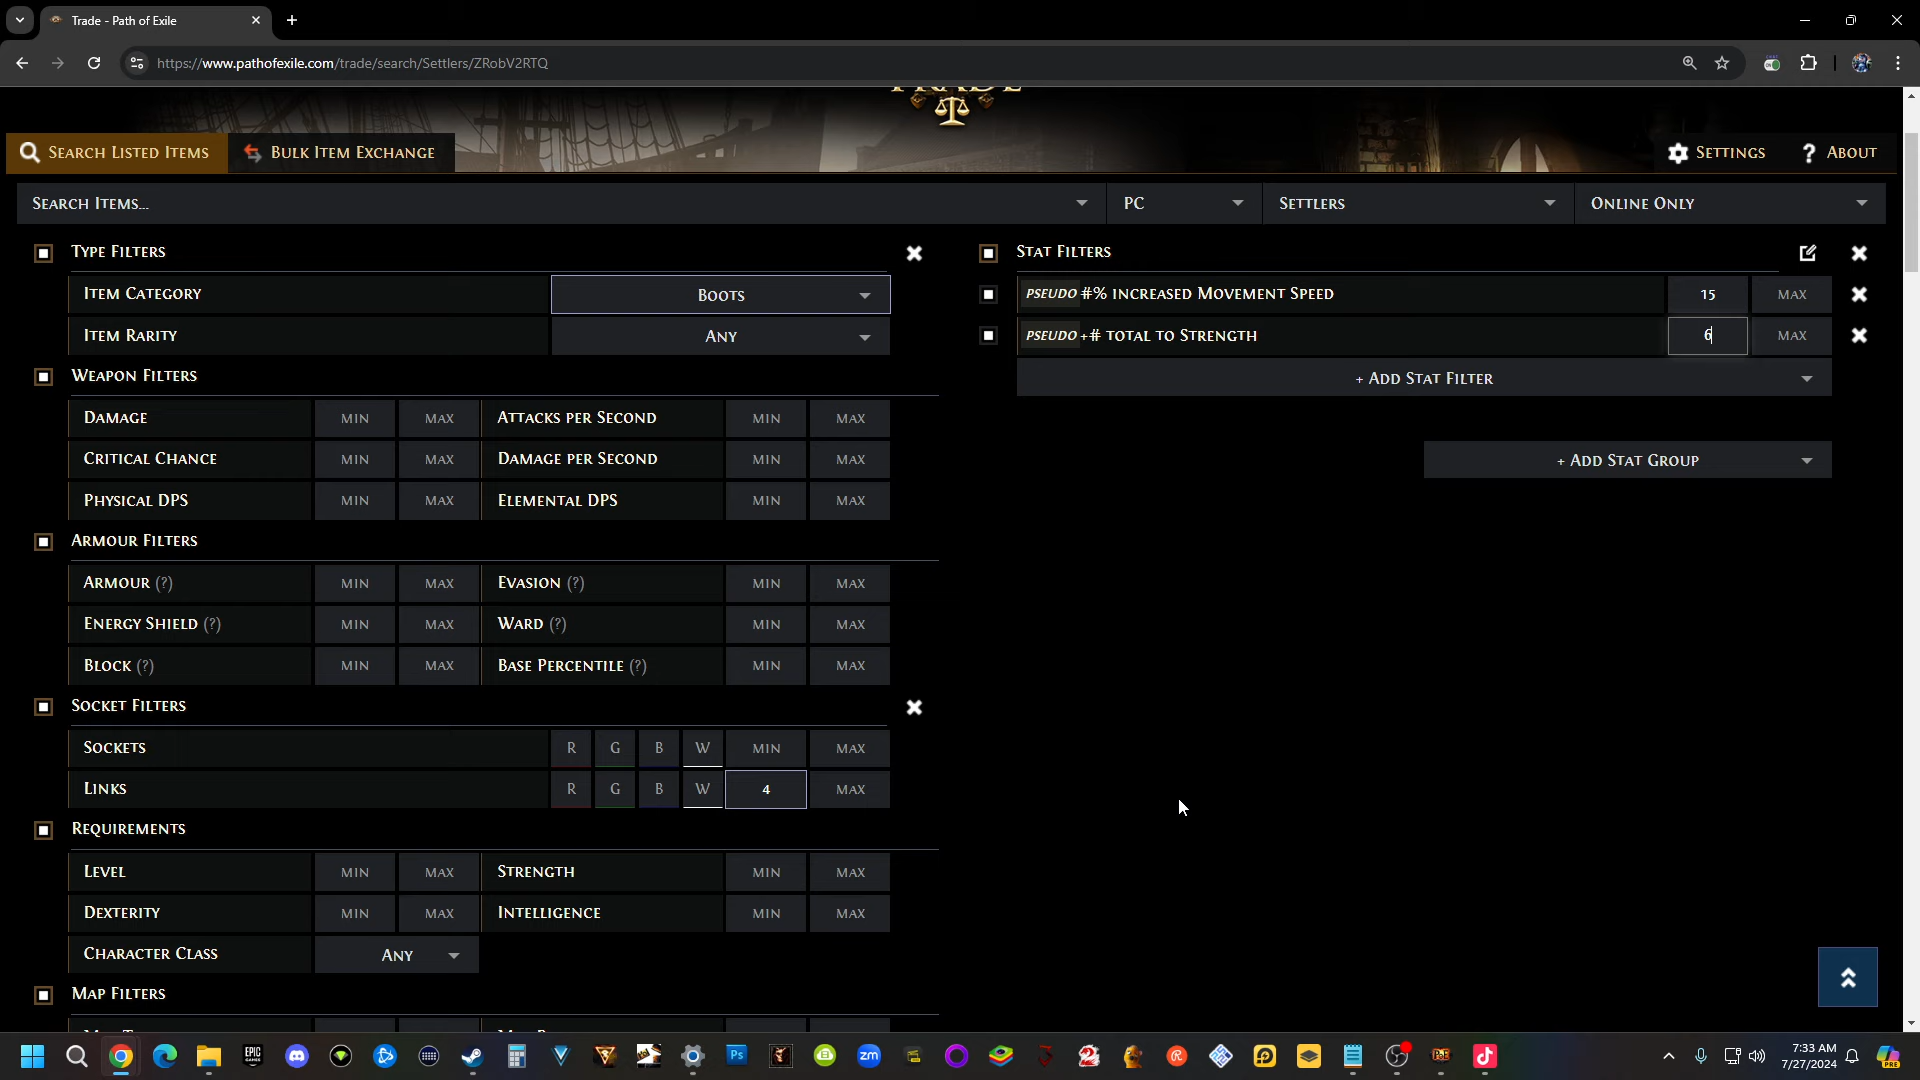 Trade - Path of Exile
https://www.pathofexile.com/trade/search/Settlers/ZRobV2RTQ
TRADE
Search Listed Items
Bulk Item Exchange
Settings
? About
Search Items...
PC
Settlers
Online Only
Type Filters
Item Category
Boots
Item Rarity
Any
Weapon Filters
Damage MIN MAX Attacks per Second MIN MAX
Critical Chance MIN MAX Damage per Second MIN MAX
Physical DPS MIN MAX Elemental DPS MIN MAX
Armour Filters
Armour (?) MIN MAX Evasion (?) MIN MAX
Energy Shield (?) MIN MAX Ward (?) MIN MAX
Block (?) MIN MAX Base Percentile (?) MIN MAX
Socket Filters
Sockets R G B W MIN MAX
Links R G B W 4 MAX
Requirements
Level MIN MAX Strength MIN MAX
Dexterity MIN MAX Intelligence MIN MAX
Character Class Any
Map Filters
Stat Filters
PSEUDO #% increased Movement Speed 15 MAX
PSEUDO +# total to Strength 6 MAX
+ Add Stat Filter
+ Add Stat Group
EPIC GAMES
Ps
zm
7:33 AM
7/27/2024
PRE